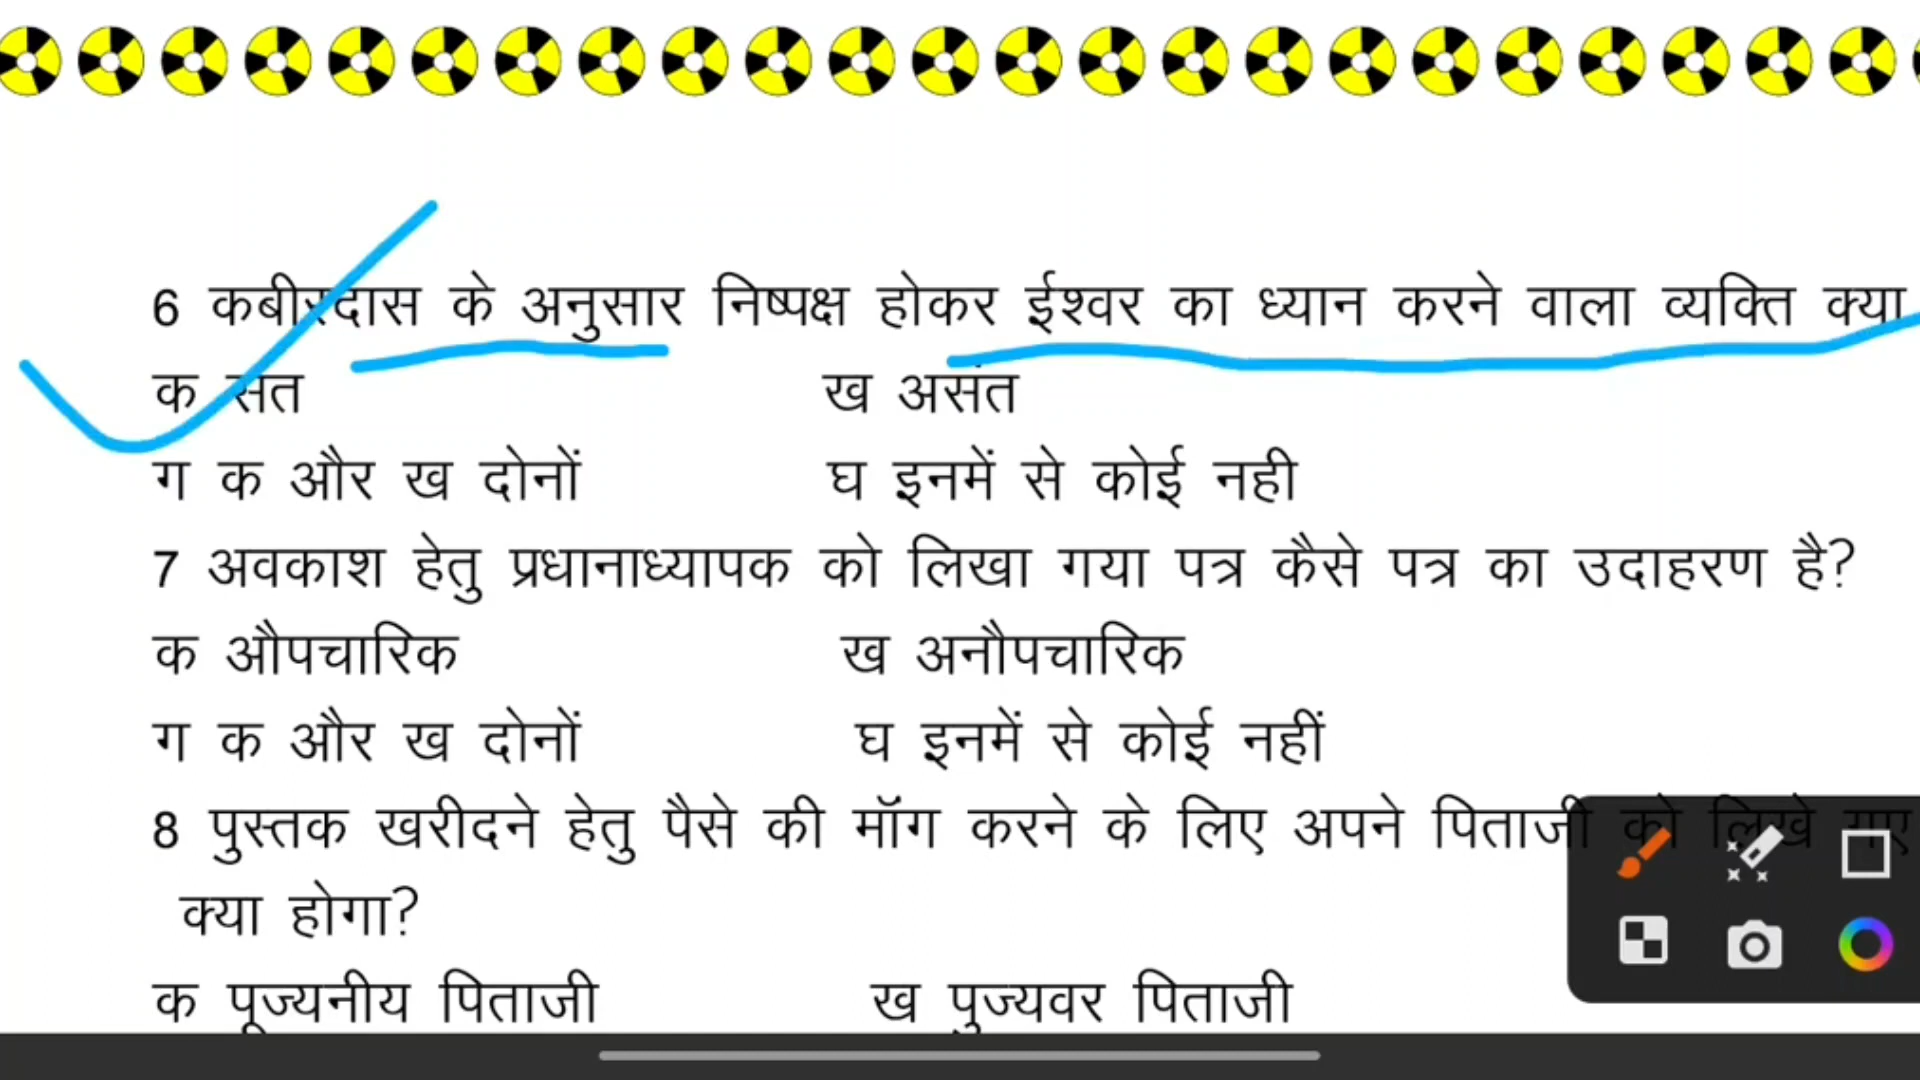 6 कबीरदास के अनुसार निष्पक्ष होकर ईश्वर का ध्यान करने वाला व्यक्ति क्या
क संत ख असंत
ग क और ख दोनों घ इनमें से कोई नही
7 अवकाश हेतु प्रधानाध्यापक को लिखा गया पत्र कैसे पत्र का उदाहरण है?
क औपचारिक ख अनौपचारिक
ग क और ख दोनों घ इनमें से कोई नहीं
8 पुस्तक खरीदने हेतु पैसे की मॉंग करने के लिए अपने पिताजी को लिखे गए
क्या होगा?
क पूज्यनीय पिताजी ख पुज्यवर पिताजी